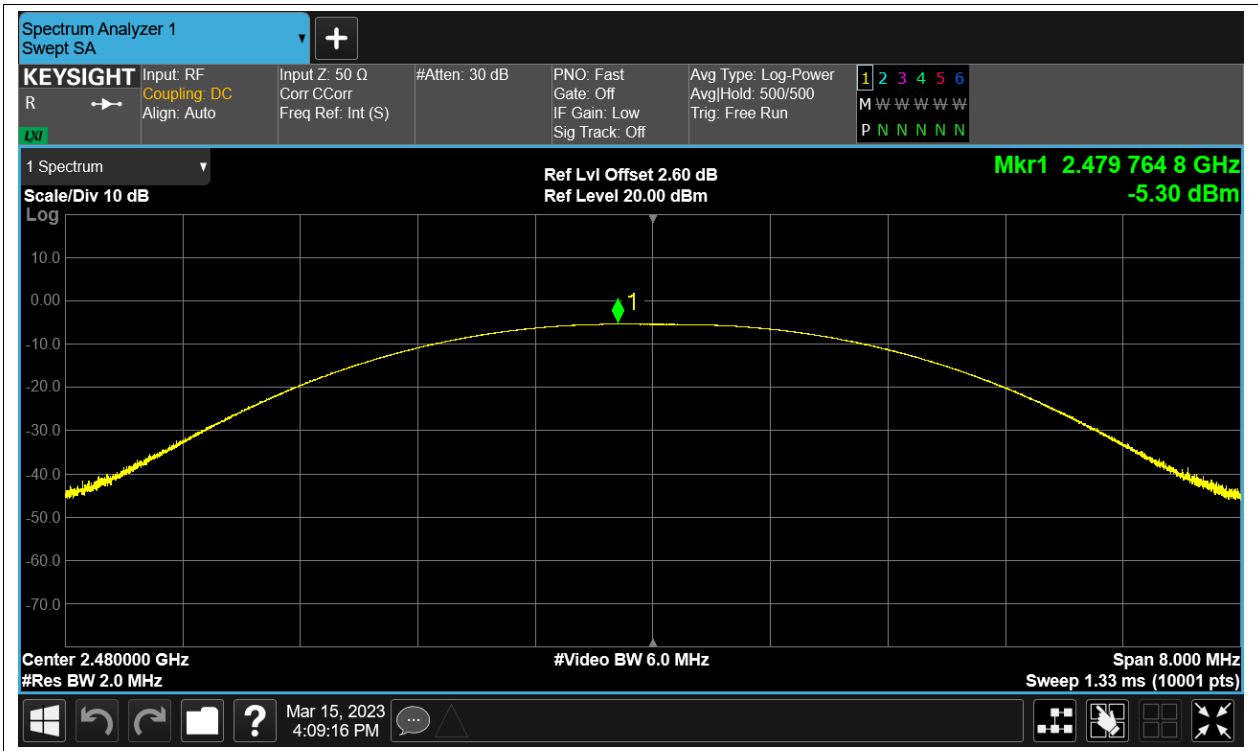 Spectrum Analyzer 1
Swept SA
+
KEYSIGHT
R
LXI
Input: RF
Coupling: DC
Align: Auto
Input Z: 50 Ω
Corr CCorr
Freq Ref: Int (S)
#Atten: 30 dB
PNO: Fast
Gate: Off
IF Gain: Low
Sig Track: Off
Avg Type: Log-Power
Avg|Hold: 500/500
Trig: Free Run
1 2 3 4 5 6
M W W W W W W
P N N N N N N
1 Spectrum
Scale/Div 10 dB
Log
Ref Lvl Offset 2.60 dB
Ref Level 20.00 dBm
Mkr1 2.479 764 8 GHz
-5.30 dBm
10.0
0.00
-10.0
-20.0
-30.0
-40.0
-50.0
-60.0
-70.0
1
Center 2.480000 GHz
#Video BW 6.0 MHz
Span 8.000 MHz
#Res BW 2.0 MHz
Sweep 1.33 ms (10001 pts)
?
Mar 15, 2023
4:09:16 PM